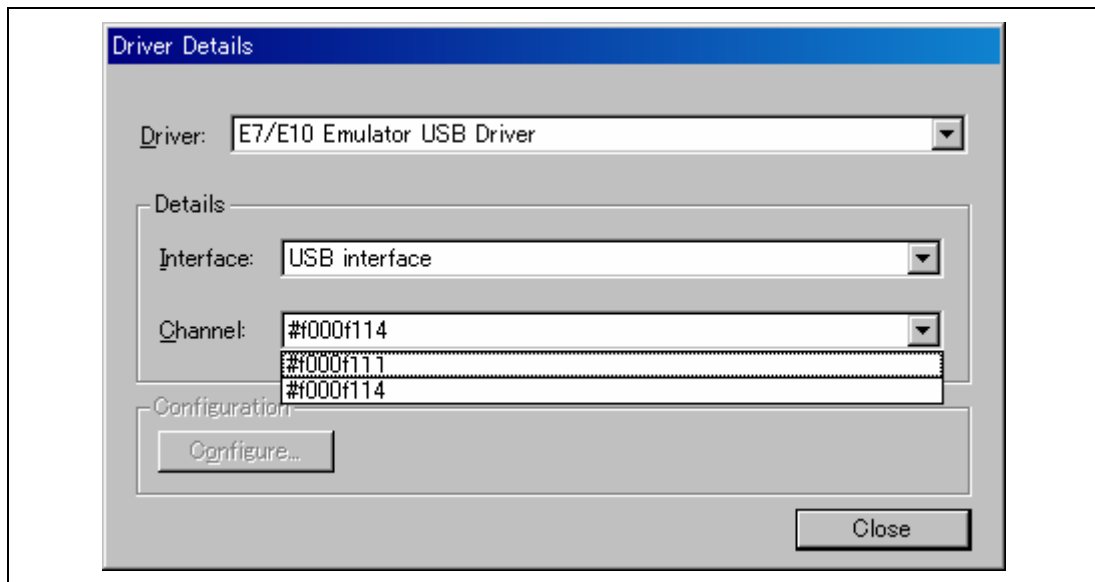 Driver Details
Driver: E7/E10 Emulator USB Driver
Details
Interface: USB interface
Channel: #f000f114
#f000f111
#f000f114
Configuration
Configure...
Close